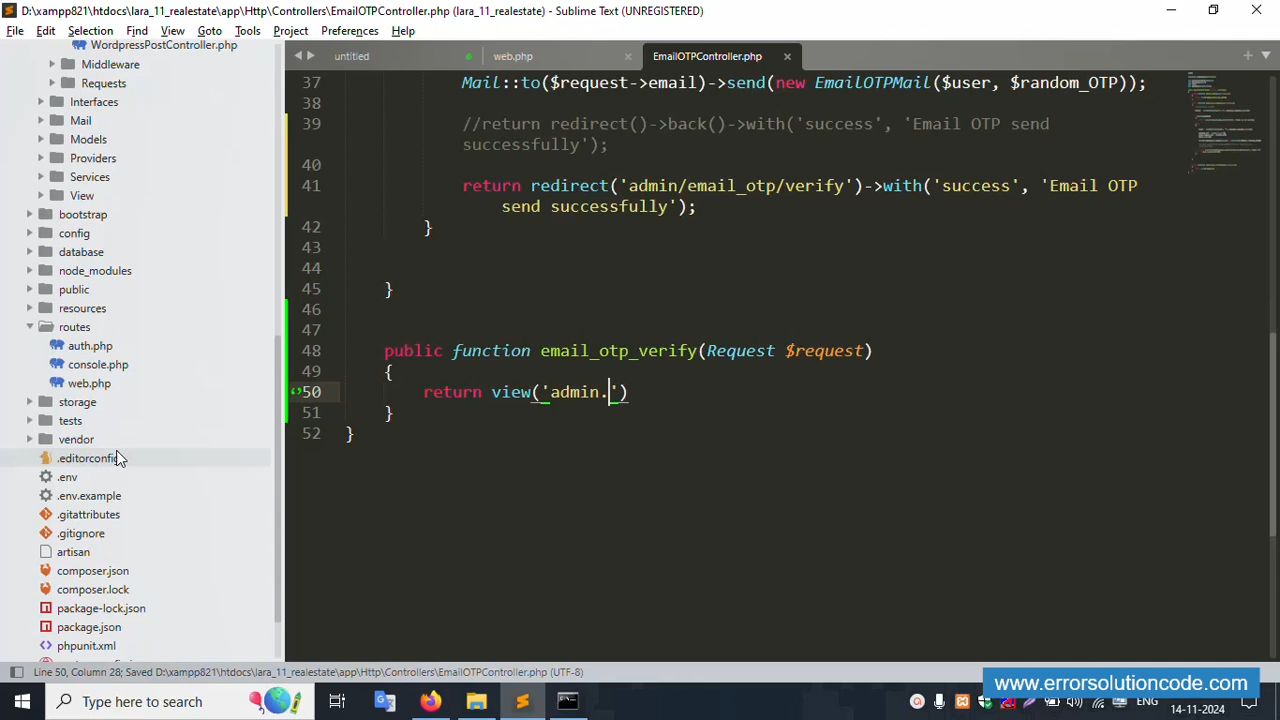 D:\xampp821\htdocs\lara_11_realestate\app\Http\Controllers\EmailOTPController.php (lara_11_realestate) - Sublime Text (UNREGISTERED)
File Edit Selection Find View Goto Tools Project Preferences Help
WordpressPostController.php
Middleware
Requests
Interfaces
Mail
Models
Providers
Services
View
bootstrap
config
database
node_modules
public
resources
routes
auth.php
console.php
web.php
storage
tests
vendor
.editorconfig
.env
.env.example
.gitattributes
.gitignore
artisan
composer.json
composer.lock
package-lock.json
package.json
phpunit.xml
untitled web.php EmailOTPController.php
37 Mail::to($request->email)->send(new EmailOTPMail($user, $random_OTP));
38
39 //return redirect()->back()->with('success', 'Email OTP send
successfully');
40
41 return redirect('admin/email_otp/verify')->with('success', 'Email OTP
send successfully');
42 }
43
44
45 }
46
47
48 public function email_otp_verify(Request $request)
49 {
50 return view('admin.')
51 }
52 }
Line 50, Column 28; Saved D:\xampp821\htdocs\lara_11_realestate\app\Http\Controllers\EmailOTPController.php (UTF-8)
www.errorsolutioncode.com
Type here to search
ENG
14-11-2024